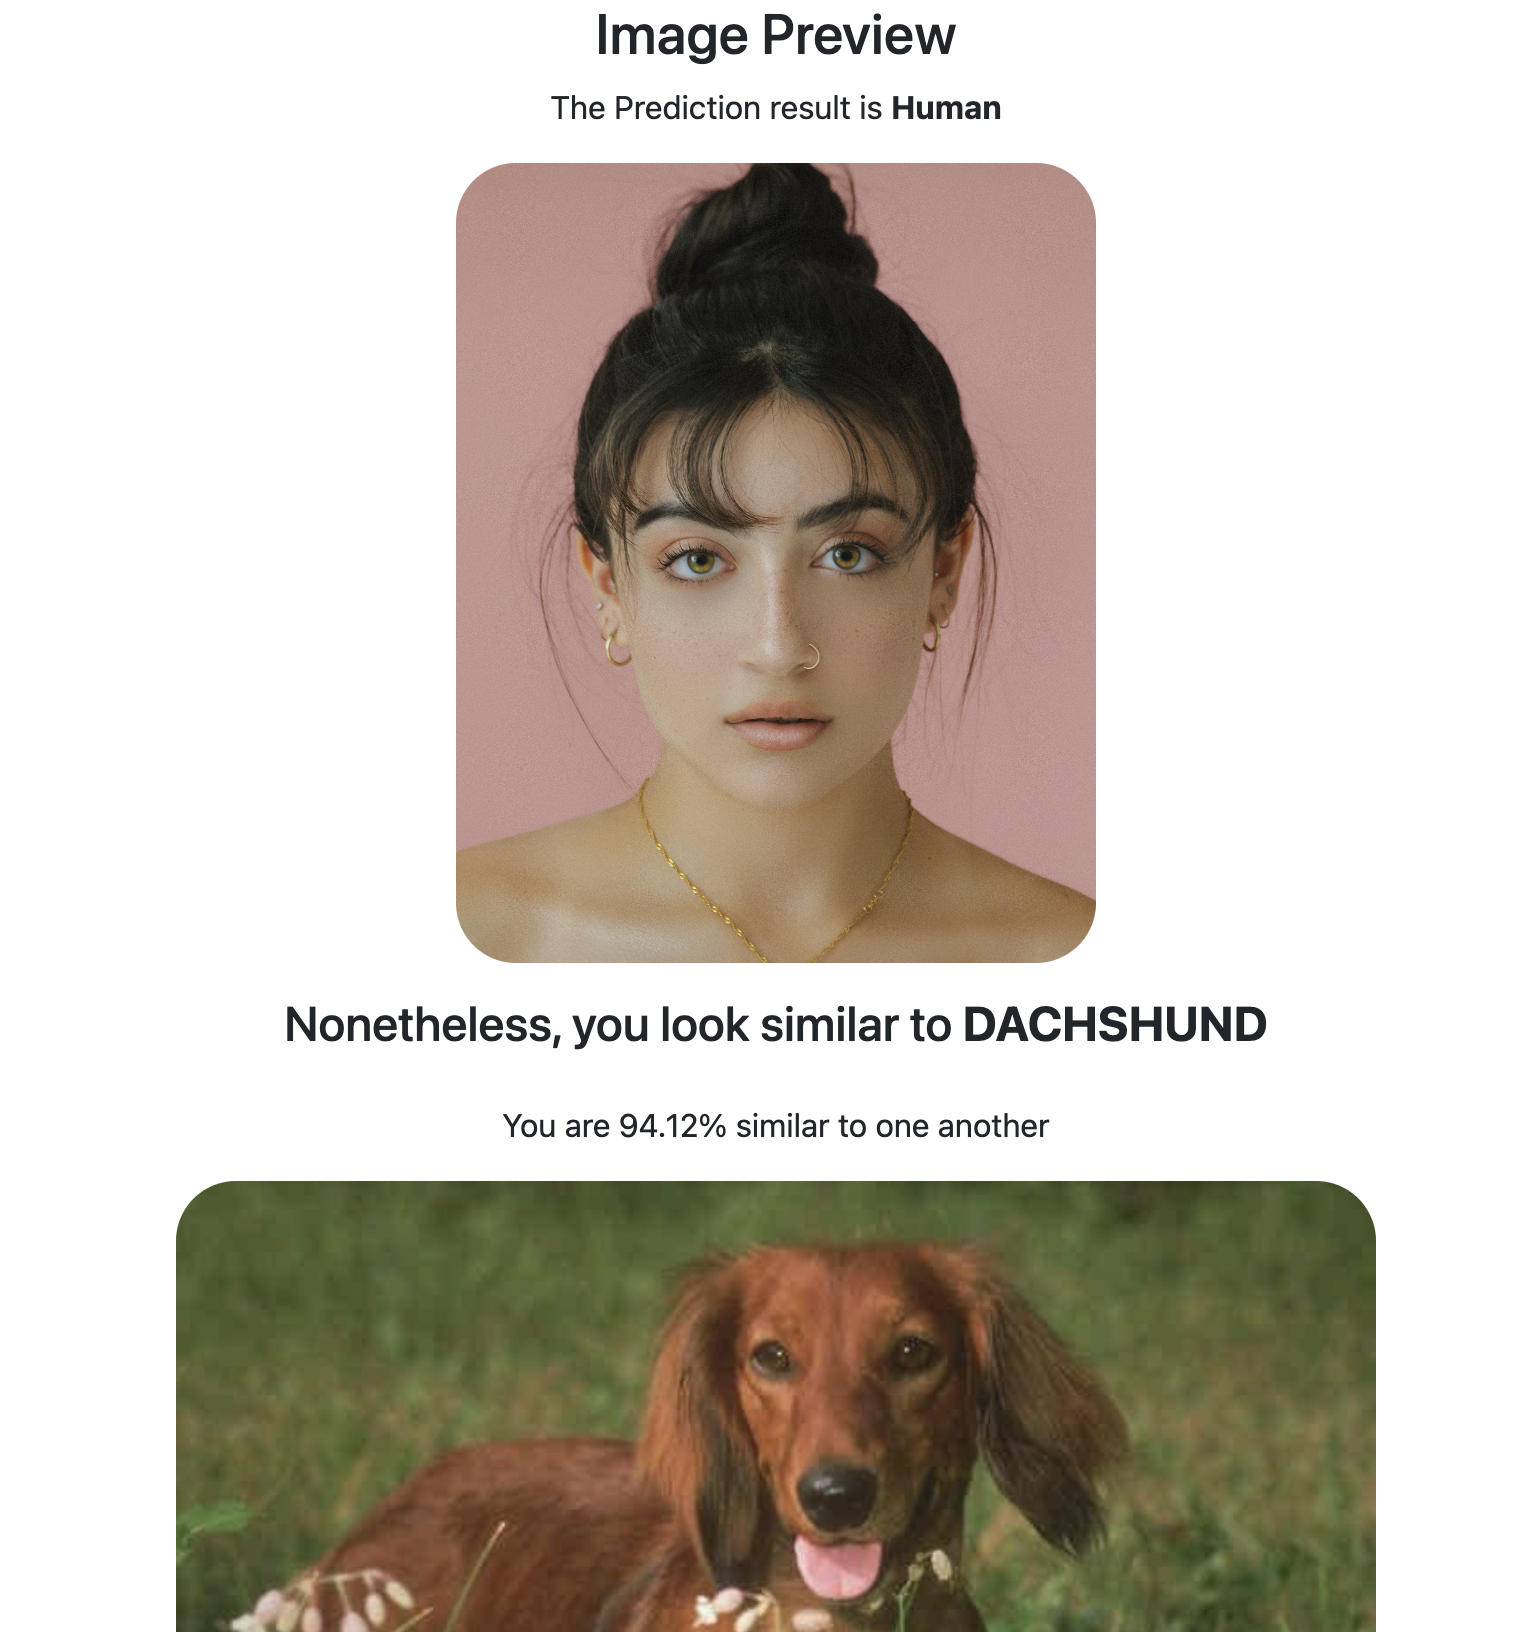 Image Preview
The Prediction result is Human
Nonetheless, you look similar to DACHSHUND
You are 94.12% similar to one another